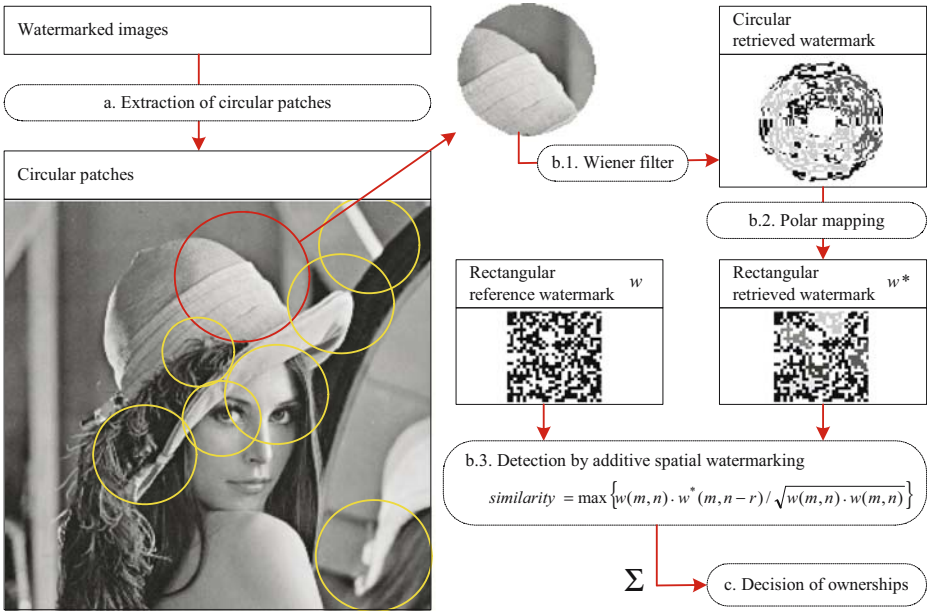 Watermarked images
a. Extraction of circular patches
Circular patches
Circular
retrieved watermark
b.1. Wiener filter
b.2. Polar mapping
Rectangular
reference watermark w
Rectangular
retrieved watermark w*
b.3. Detection by additive spatial watermarking
similarity = max{w(m,n)·w*(m,n−r)/√w(m,n)·w(m,n)}
Σ
c. Decision of ownerships